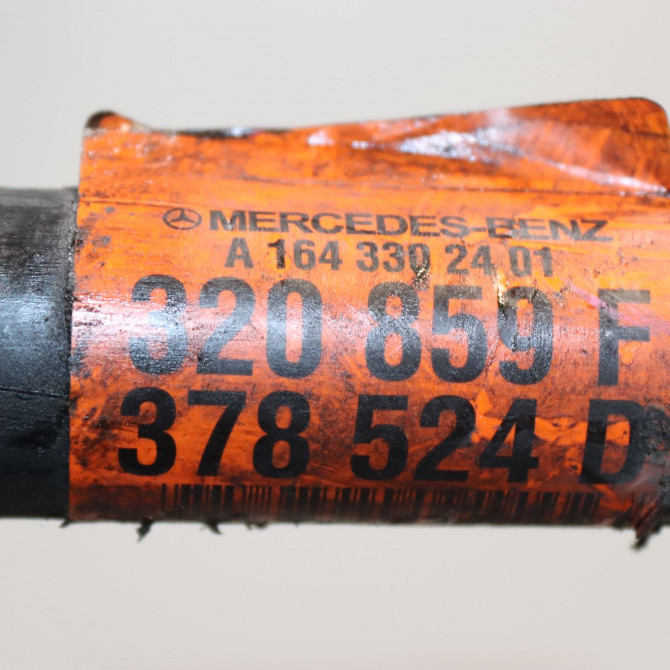 MERCEDES-BENZ
A 164 330 24 01
320 859 F
378 524 D